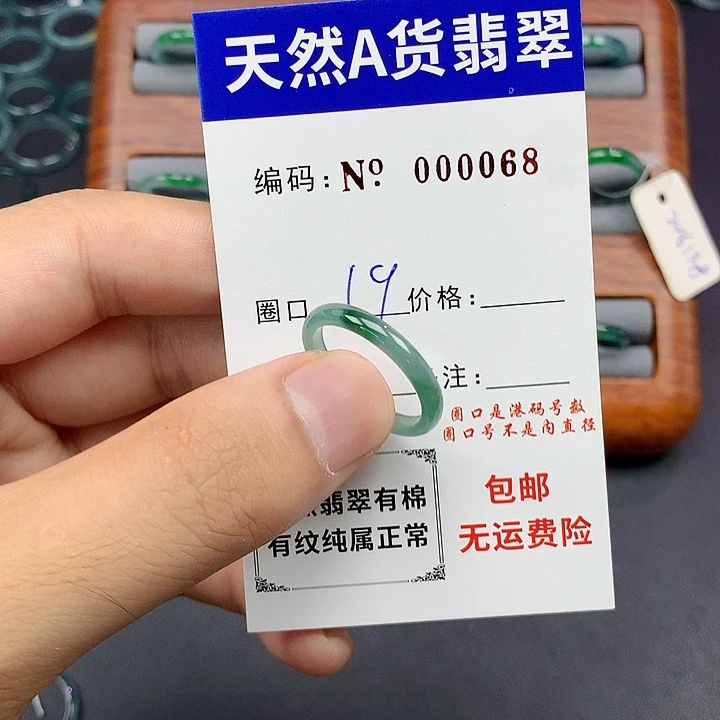 天然A货翡翠
编码: Nº 000068
圈口 19 价格:
注:
圈口是港码号数
圈口号不是内直径
翡翠有棉
有纹纯属正常
包邮
无运费险